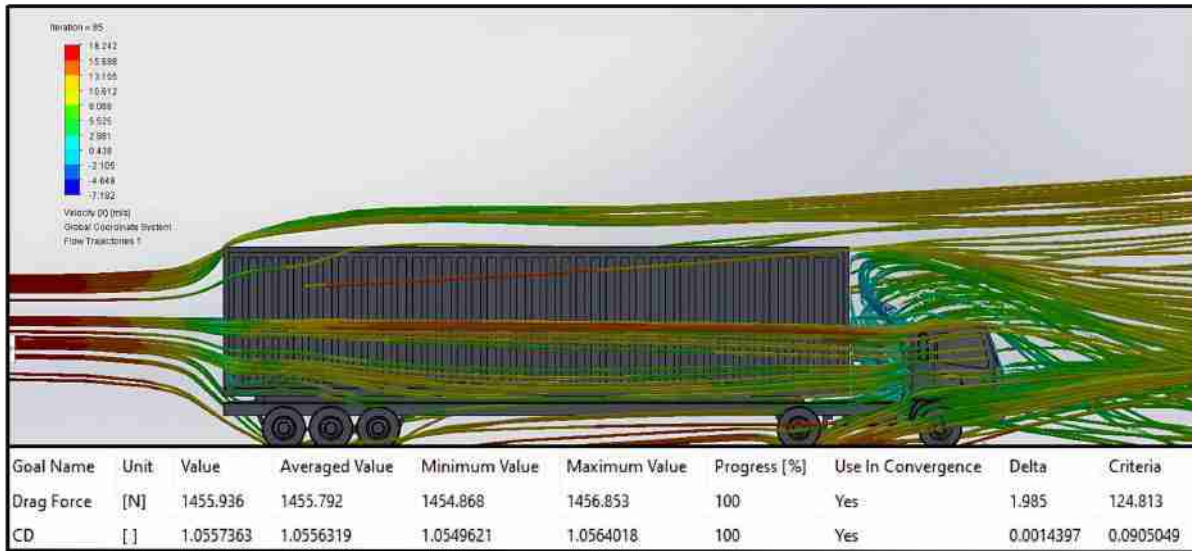 Iteration = 85
18.242
15.698
13.155
10.612
8.068
5.525
2.981
0.438
-2.106
-4.649
-7.192
Velocity (X) [m/s]
Global Coordinate System
Flow Trajectories 1
Goal Name Unit Value Averaged Value Minimum Value Maximum Value Progress [%] Use In Convergence Delta Criteria
Drag Force [N] 1455.936 1455.792 1454.868 1456.853 100 Yes 1.985 124.813
CD [ ] 1.0557363 1.0556319 1.0549621 1.0564018 100 Yes 0.0014397 0.0905049